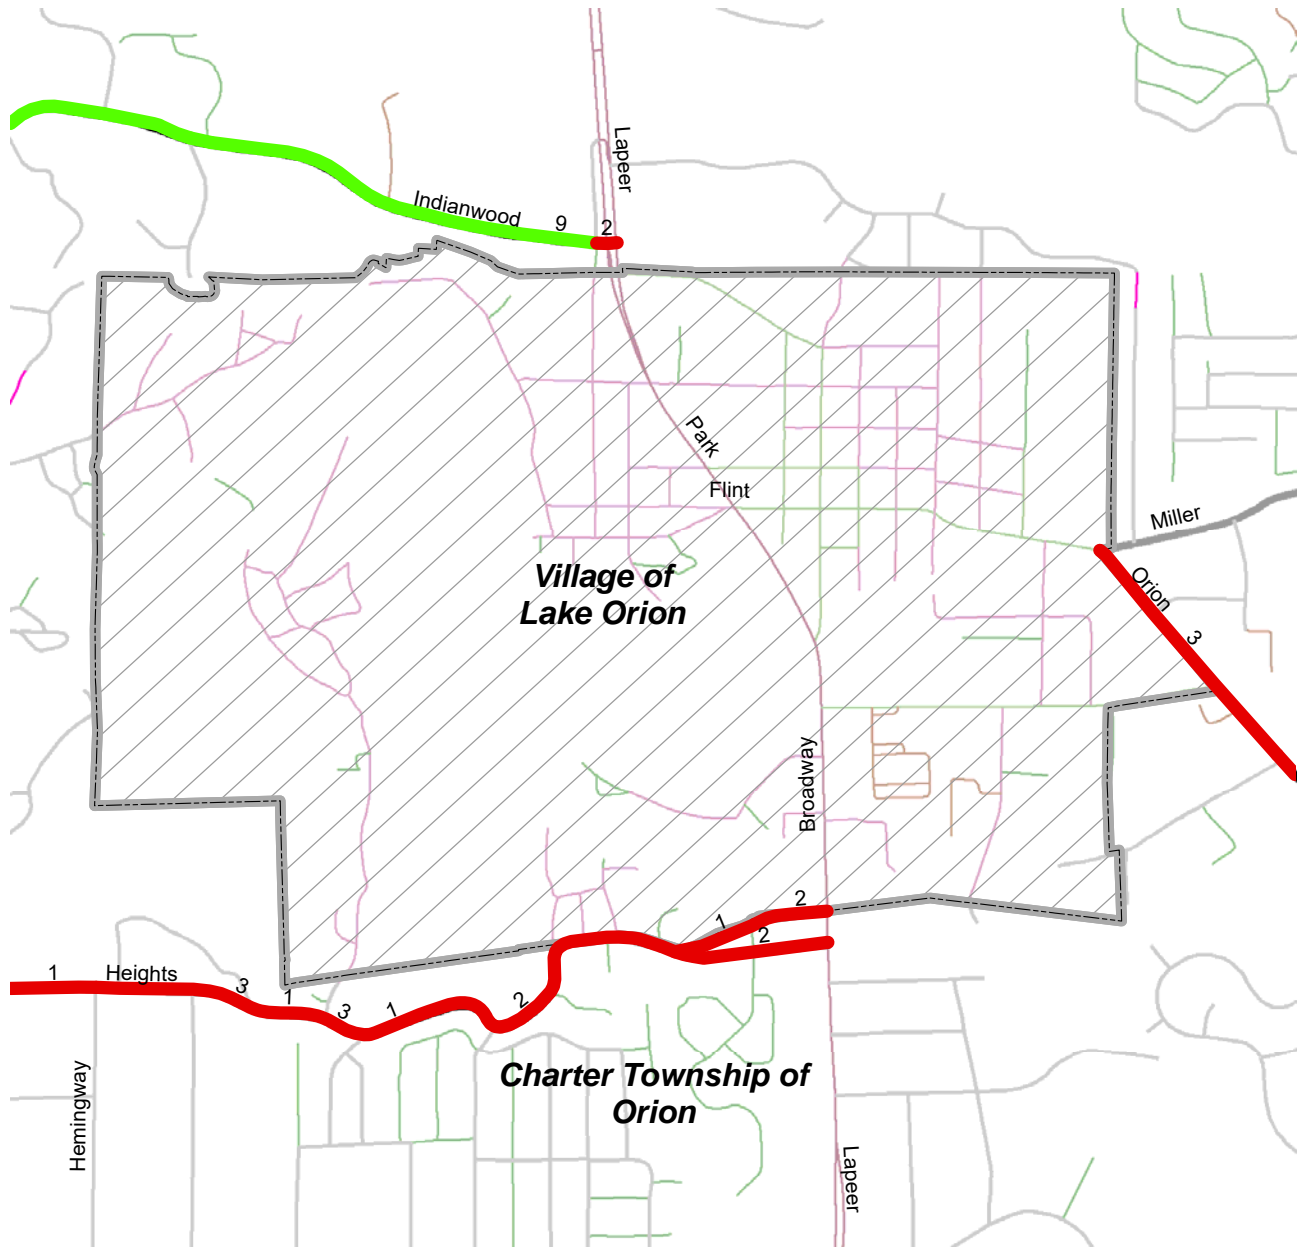 Lapeer
Indianwood
9
2
Park
Flint
Miller
Orion
3
Village of
Lake Orion
Broadway
2
1
2
1
Heights
3
1
3
1
2
Charter Township of
Orion
Hemingway
Lapeer